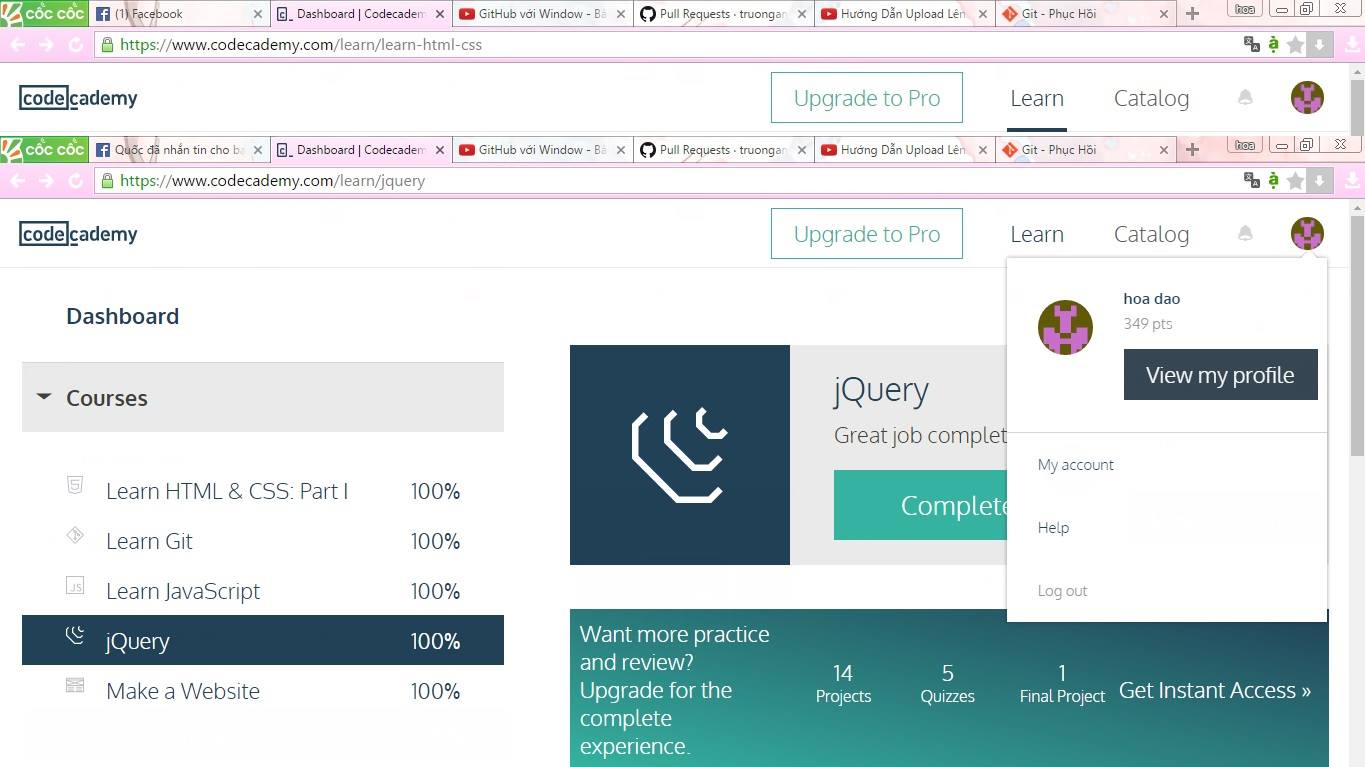 CỐC CỐC
(1) Facebook
Dashboard | Codecadem
GitHub với Window - Bà
Pull Requests · truongan
Hướng Dẫn Upload Lên
Git - Phục Hồi
hoa
https://www.codecademy.com/learn/learn-html-css
codecademy
Upgrade to Pro
Learn
Catalog
CỐC CỐC
Quốc đã nhắn tin cho bạ
Dashboard | Codecadem
GitHub với Window - Bà
Pull Requests · truongan
Hướng Dẫn Upload Lên
Git - Phục Hồi
hoa
https://www.codecademy.com/learn/jquery
codecademy
Upgrade to Pro
Learn
Catalog
Dashboard
Courses
Learn HTML & CSS: Part I 100%
Learn Git 100%
JS Learn JavaScript 100%
jQuery 100%
Make a Website 100%
jQuery
Great job complet
Complete
hoa dao
349 pts
View my profile
My account
Help
Log out
Want more practice
and review?
Upgrade for the
complete
experience.
14
Projects
5
Quizzes
1
Final Project
Get Instant Access »